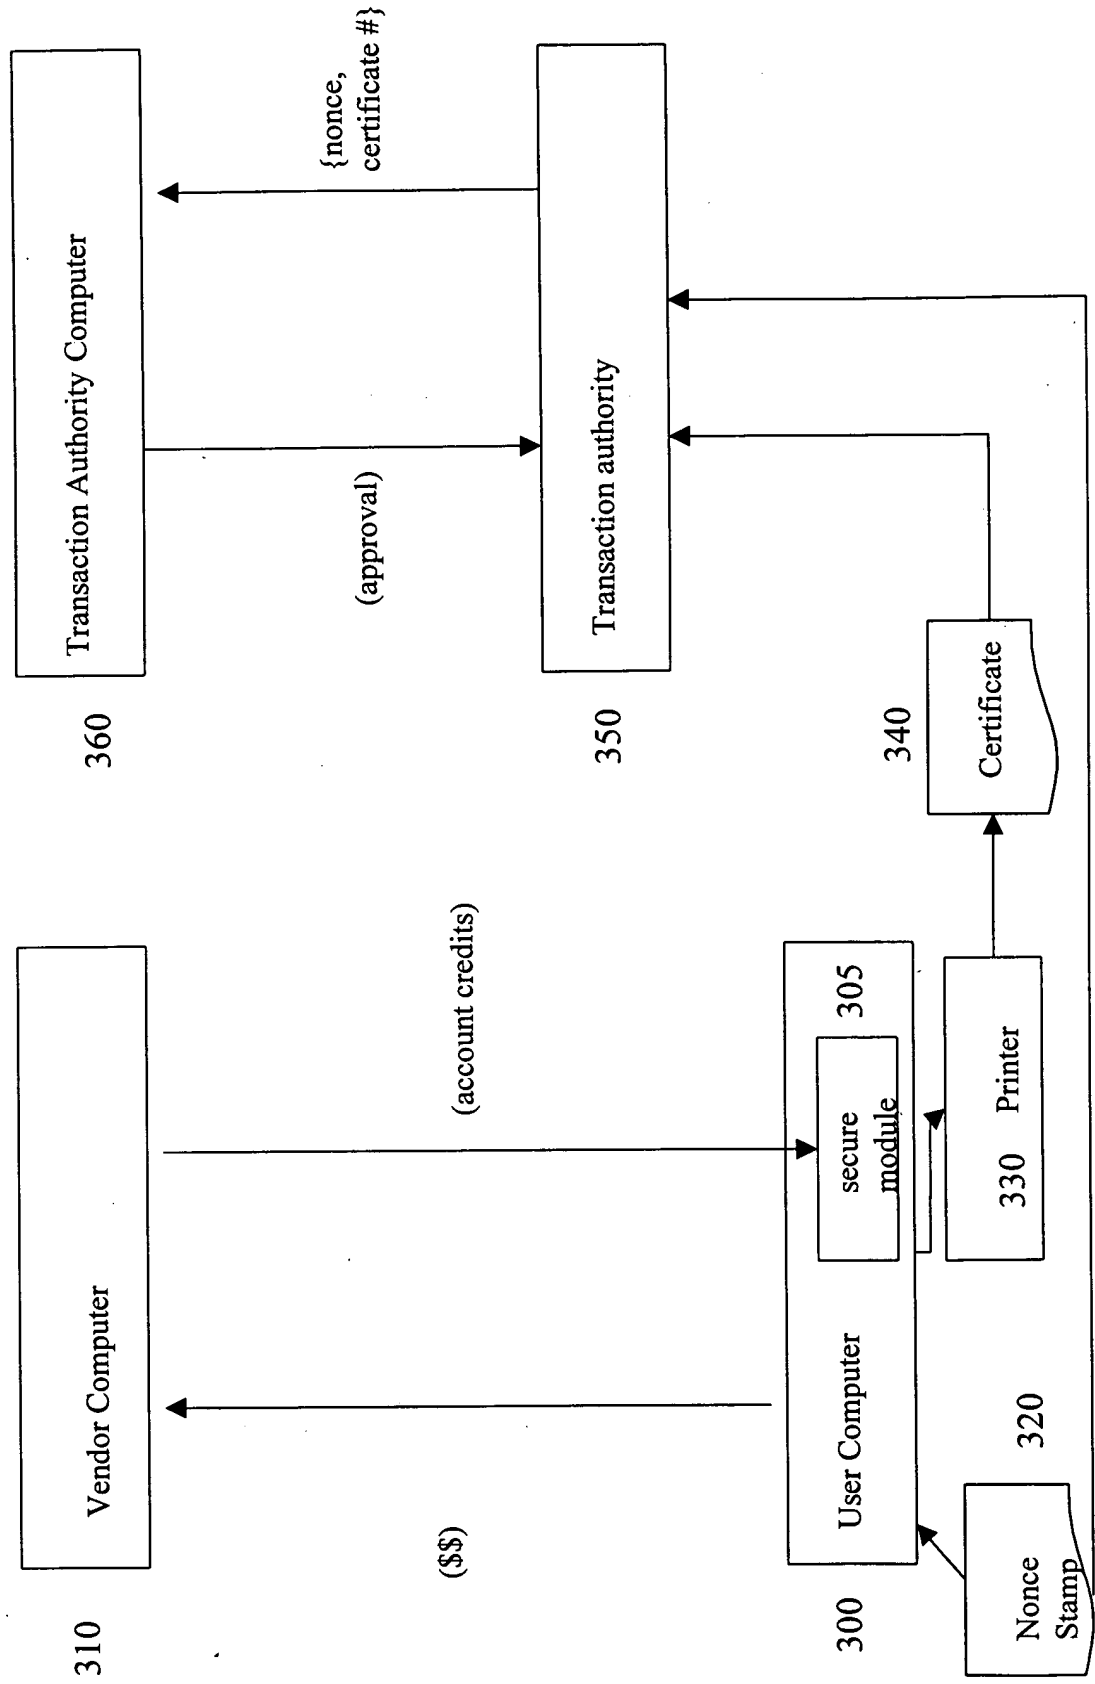 310
Vendor Computer
360
Transaction Authority Computer
($$)
(account credits)
(approval)
{nonce,
certificate #}
300
User Computer
secure
module
305
350
Transaction authority
Nonce
Stamp
320
330
Printer
340
Certificate